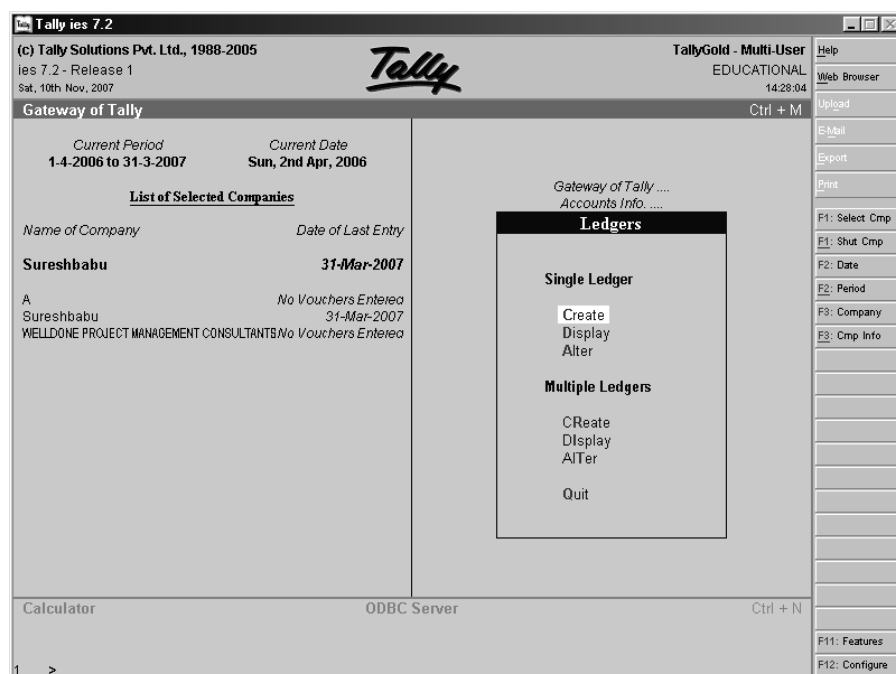 Tally ies 7.2
(c) Tally Solutions Pvt. Ltd., 1988-2005
ies 7.2 - Release 1
Sat, 10th Nov, 2007
Tally
TallyGold - Multi-User
EDUCATIONAL
14:28:04
Gateway of Tally Ctrl + M
Current Period Current Date
1-4-2006 to 31-3-2007 Sun, 2nd Apr, 2006
List of Selected Companies
Name of Company Date of Last Entry
Sureshbabu 31-Mar-2007
A No Vouchers Entered
Sureshbabu 31-Mar-2007
WELLDONE PROJECT MANAGEMENT CONSULTANTS No Vouchers Entered
Gateway of Tally ....
Accounts Info. ....
Ledgers
Single Ledger
Create
Display
Alter
Multiple Ledgers
CReate
DIsplay
AlTer
Quit
Help
Web Browser
Upload
E-Mail
Export
Print
F1: Select Cmp
F1: Shut Cmp
F2: Date
F2: Period
F3: Company
F3: Cmp Info
F11: Features
F12: Configure
Calculator ODBC Server Ctrl + N
1 >